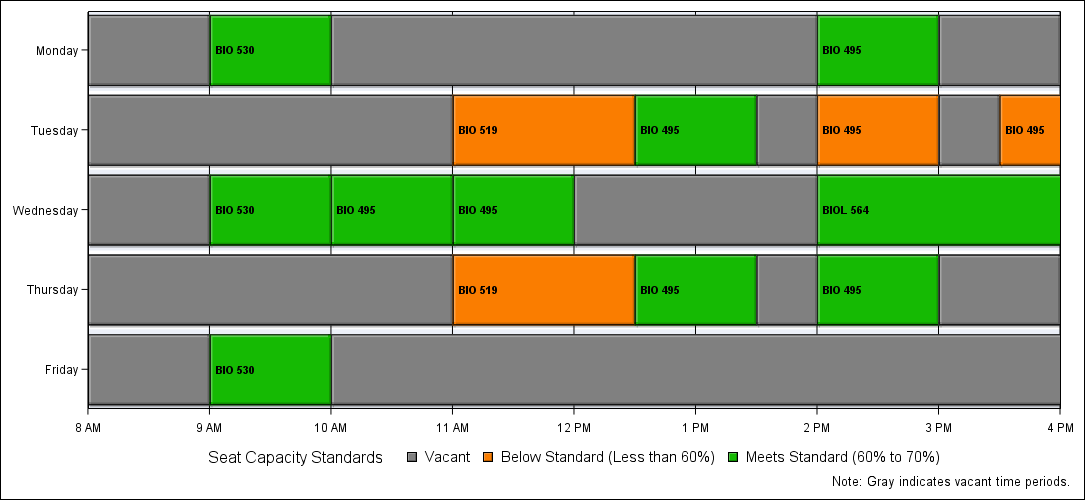 Monday
BIO 530
BIO 495
Tuesday
BIO 519
BIO 495
BIO 495
BIO 495
Wednesday
BIO 530
BIO 495
BIO 495
BIOL 564
Thursday
BIO 519
BIO 495
BIO 495
Friday
BIO 530
8 AM 9 AM 10 AM 11 AM 12 PM 1 PM 2 PM 3 PM 4 PM
Seat Capacity Standards Vacant Below Standard (Less than 60%) Meets Standard (60% to 70%)
Note: Gray indicates vacant time periods.